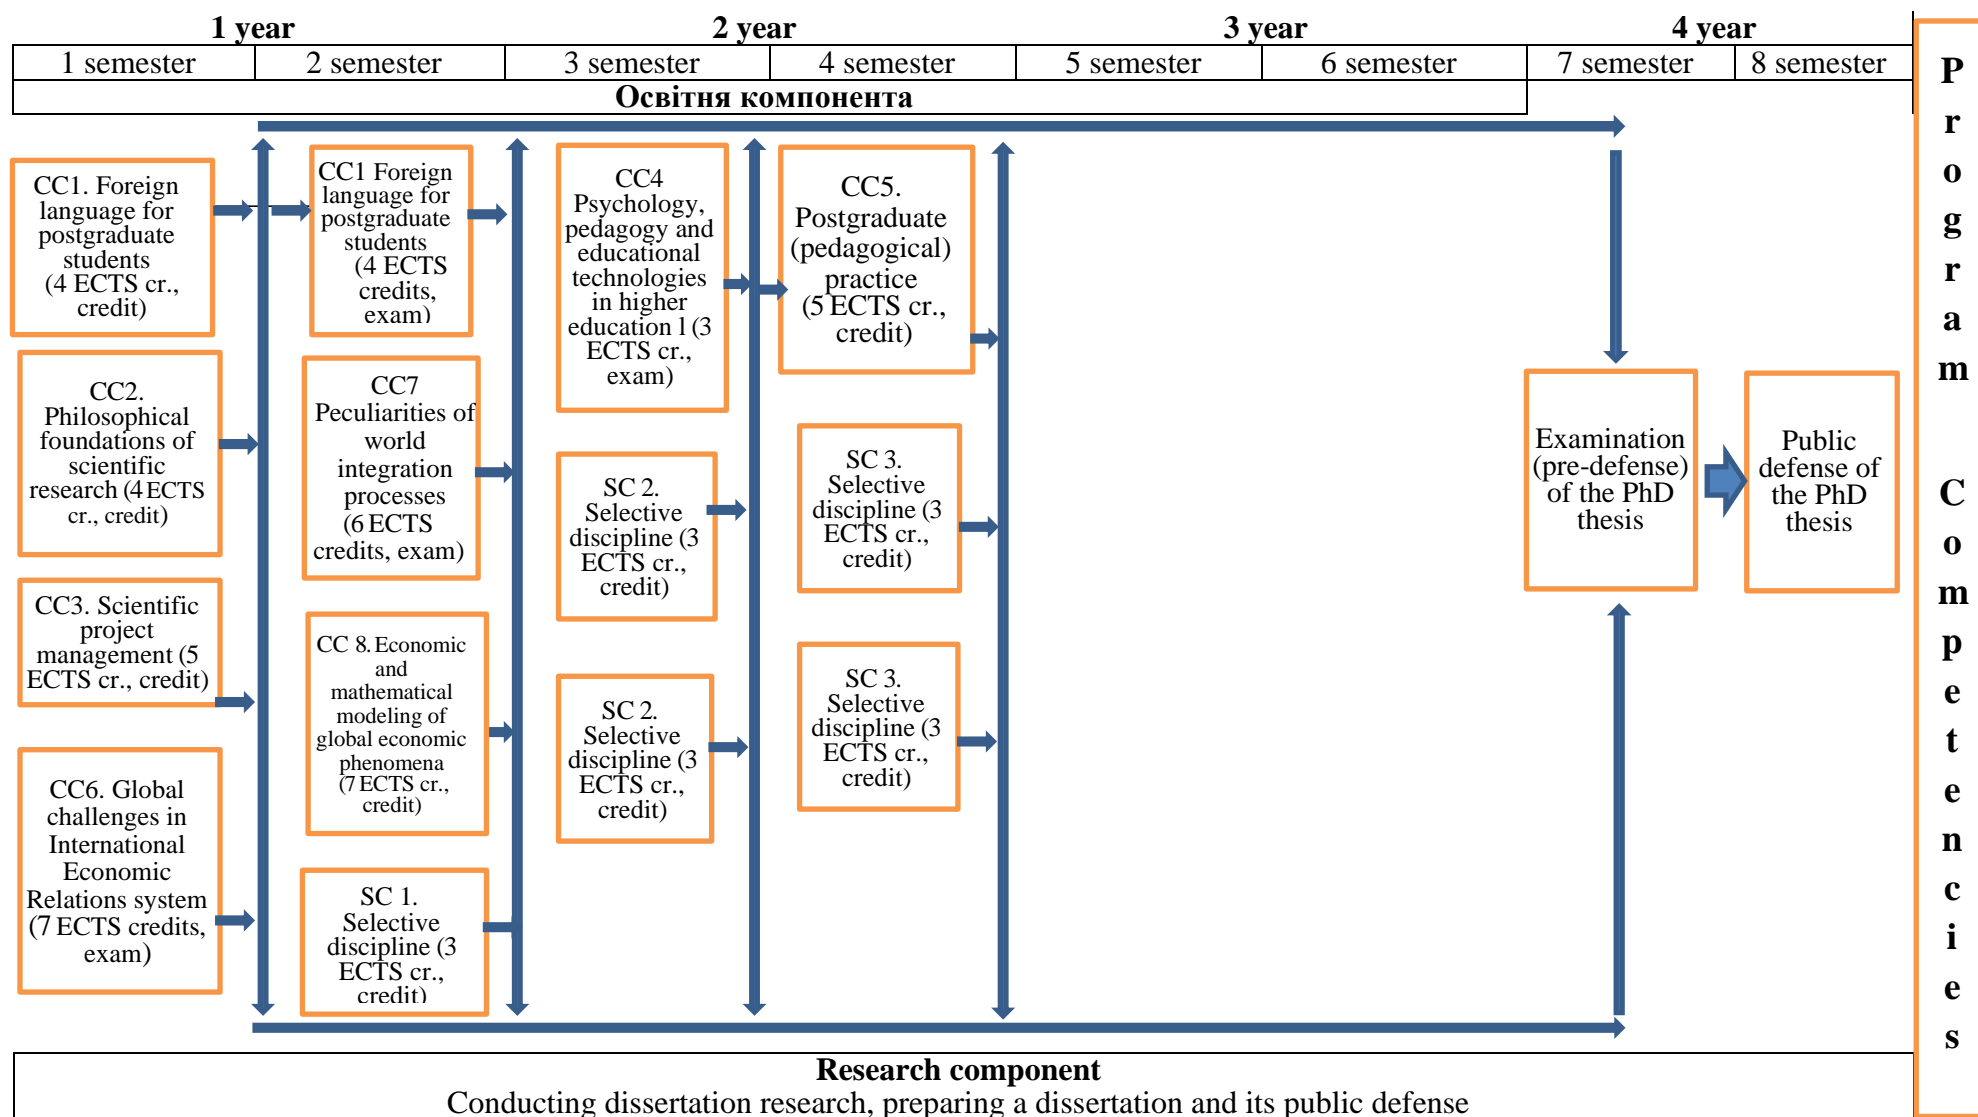 1 year
2 year
3 year
4 year
1 semester
2 semester
3 semester
4 semester
5 semester
6 semester
7 semester
8 semester
Освітня компонента
CC1. Foreign
language for
postgraduate
students
(4 ECTS cr.,
credit)
CC2.
Philosophical
foundations of
scientific
research (4 ECTS
cr., credit)
CC3. Scientific
project
management (5
ECTS cr., credit)
CC6. Global
challenges in
International
Economic
Relations system
(7 ECTS credits,
exam)
CC1 Foreign
language for
postgraduate
students
(4 ECTS
credits,
exam)
CC7
Peculiarities of
world
integration
processes
(6 ECTS
credits, exam)
CC 8. Economic
and
mathematical
modeling of
global economic
phenomena
(7 ECTS cr.,
credit)
SC 1.
Selective
discipline (3
ECTS cr.,
credit)
CC4
Psychology,
pedagogy and
educational
technologies
in higher
education l (3
ECTS cr.,
exam)
SC 2.
Selective
discipline (3
ECTS cr.,
credit)
SC 2.
Selective
discipline (3
ECTS cr.,
credit)
CC5.
Postgraduate
(pedagogical)
practice
(5 ECTS cr.,
credit)
SC 3.
Selective
discipline (3
ECTS cr.,
credit)
SC 3.
Selective
discipline (3
ECTS cr.,
credit)
Examination
(pre-defense)
of the PhD
thesis
Public
defense of
the PhD
thesis
Program Competencies
Research component
Conducting dissertation research, preparing a dissertation and its public defense